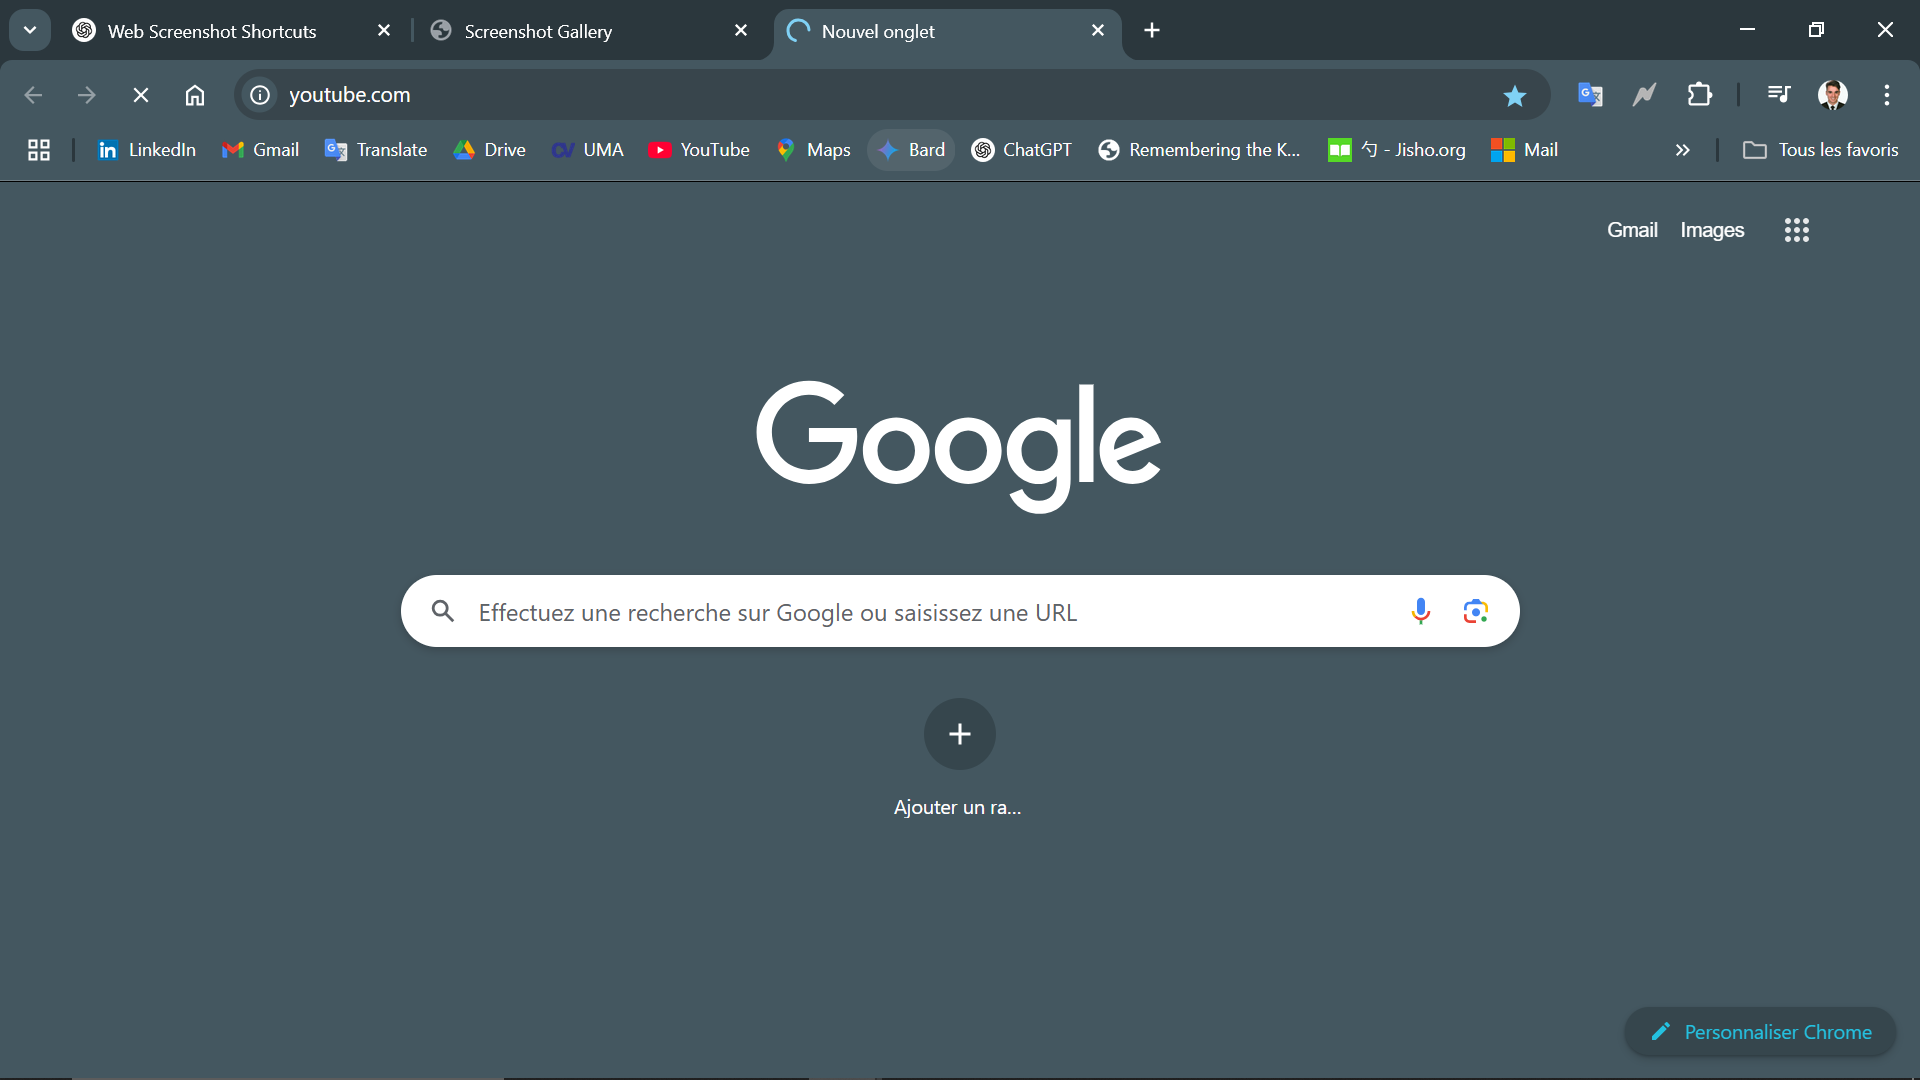 Web Screenshot Shortcuts
Screenshot Gallery
Nouvel onglet
youtube.com
LinkedIn
Gmail
Translate
Drive
UMA
YouTube
Maps
Bard
ChatGPT
Remembering the K...
勺 - Jisho.org
Mail
Tous les favoris
Gmail
Images
Google
Effectuez une recherche sur Google ou saisissez une URL
Ajouter un ra...
Personnaliser Chrome